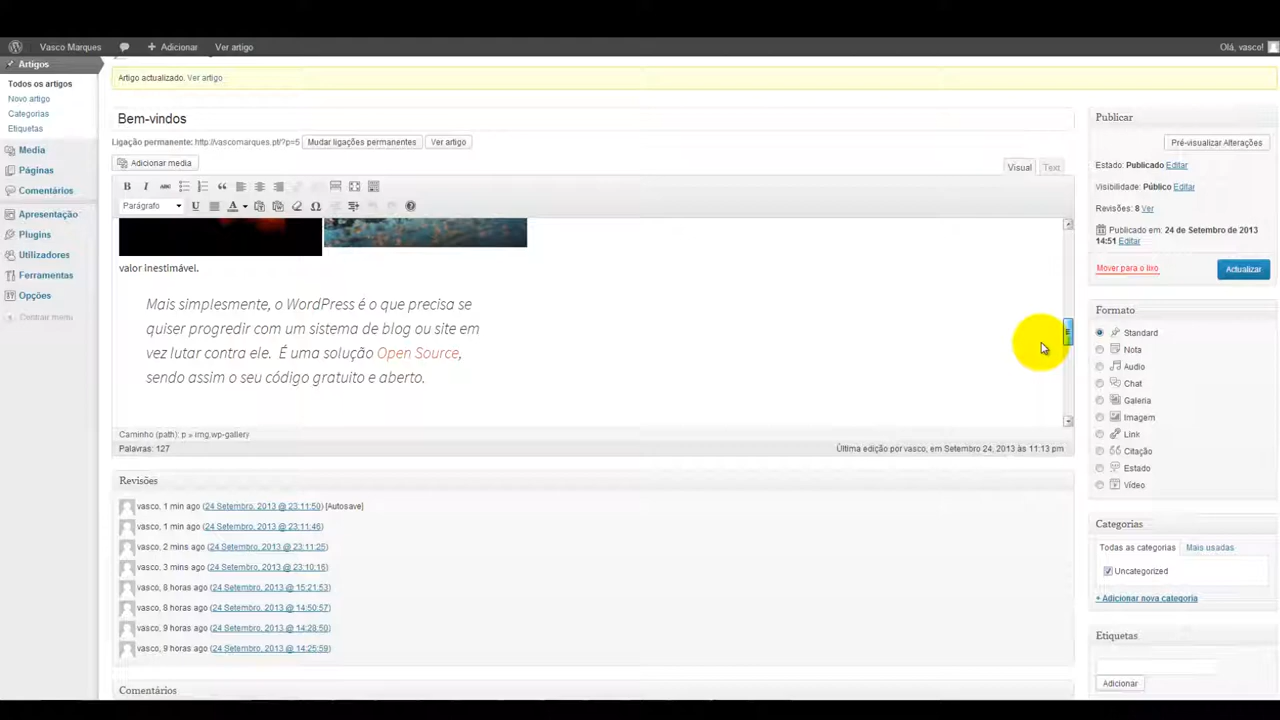 Vasco Marques
Adicionar
Ver artigo
Olá, vasco!
Artigos
Todos os artigos
Novo artigo
Categorias
Etiquetas
Media
Páginas
Comentários
Apresentação
Plugins
Utilizadores
Ferramentas
Opções
Contrair menu
Artigo actualizado. Ver artigo
Bem-vindos
Ligação permanente: http://vascomarques.pt/?p=5 Mudar ligações permanentes Ver artigo
Adicionar media
Visual Text
B I ABC
Parágrafo U A
valor inestimável.
Mais simplesmente, o WordPress é o que precisa se
quiser progredir com um sistema de blog ou site em
vez lutar contra ele. É uma solução Open Source,
sendo assim o seu código gratuito e aberto.
Caminho (path): p » img.wp-gallery
Palavras: 127
Última edição por vasco, em Setembro 24, 2013 às 11:13 pm
Revisões
vasco, 1 min ago (24 Setembro, 2013 @ 23:11:50) [Autosave]
vasco, 1 min ago (24 Setembro, 2013 @ 23:11:46)
vasco, 2 mins ago (24 Setembro, 2013 @ 23:11:25)
vasco, 3 mins ago (24 Setembro, 2013 @ 23:10:16)
vasco, 8 horas ago (24 Setembro, 2013 @ 15:21:53)
vasco, 8 horas ago (24 Setembro, 2013 @ 14:50:57)
vasco, 9 horas ago (24 Setembro, 2013 @ 14:28:50)
vasco, 9 horas ago (24 Setembro, 2013 @ 14:25:59)
Comentários
Publicar
Pré-visualizar Alterações
Estado: Publicado Editar
Visibilidade: Público Editar
Revisões: 8 Ver
Publicado em: 24 de Setembro de 2013
14:51 Editar
Mover para o lixo
Actualizar
Formato
Standard
Nota
Audio
Chat
Galeria
Imagem
Link
Citação
Estado
Vídeo
Categorias
Todas as categorias Mais usadas
Uncategorized
+ Adicionar nova categoria
Etiquetas
Adicionar